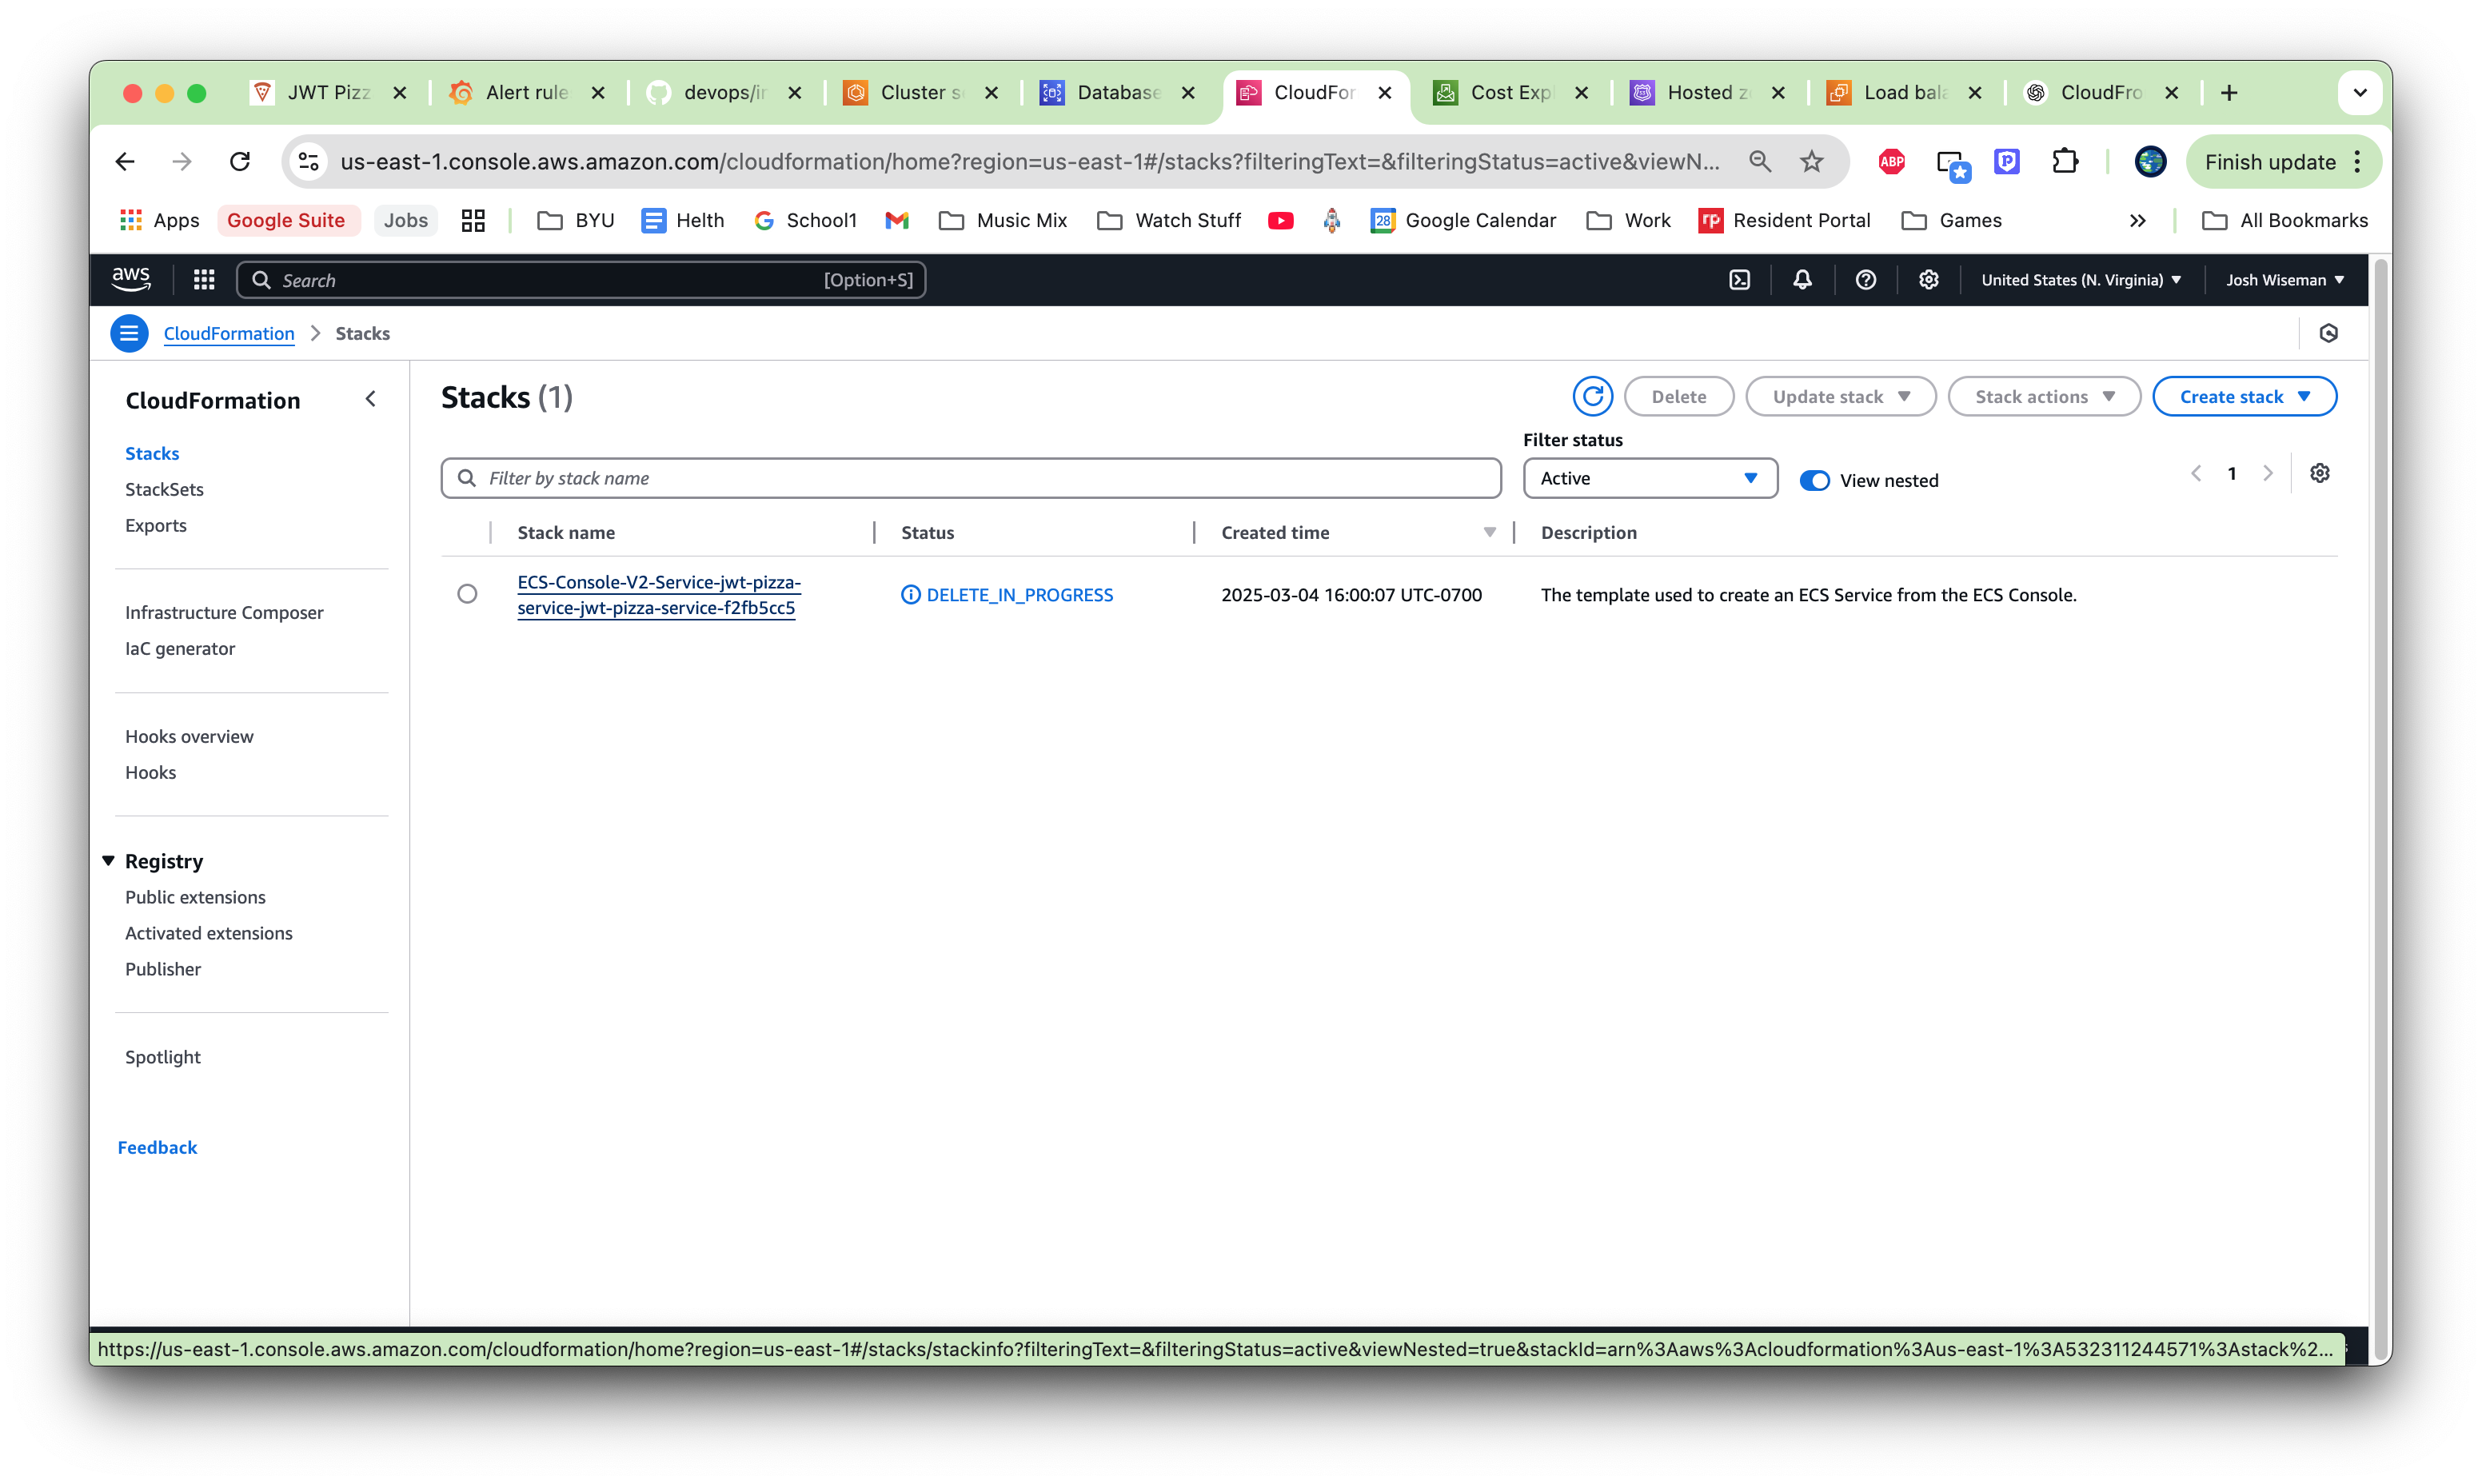 JWT Pizz
Alert rule
devops/ir
Cluster s
Database
CloudFor
Cost Exp
Hosted z
Load bala
CloudFro
us-east-1.console.aws.amazon.com/cloudformation/home?region=us-east-1#/stacks?filteringText=&filteringStatus=active&viewN...
ABP
Finish update
Apps
Google Suite
Jobs
BYU
Helth
School1
Music Mix
Watch Stuff
28
Google Calendar
Work
rp
Resident Portal
Games
All Bookmarks
aws
Search
[Option+S]
United States (N. Virginia)
Josh Wiseman
CloudFormation
Stacks
CloudFormation
Stacks
StackSets
Exports
Infrastructure Composer
IaC generator
Hooks overview
Hooks
Registry
Public extensions
Activated extensions
Publisher
Spotlight
Feedback
Stacks (1)
Delete
Update stack
Stack actions
Create stack
Filter status
Filter by stack name
Active
View nested
1
Stack name
Status
Created time
Description
ECS-Console-V2-Service-jwt-pizza-
service-jwt-pizza-service-f2fb5cc5
DELETE_IN_PROGRESS
2025-03-04 16:00:07 UTC-0700
The template used to create an ECS Service from the ECS Console.
https://us-east-1.console.aws.amazon.com/cloudformation/home?region=us-east-1#/stacks/stackinfo?filteringText=&filteringStatus=active&viewNested=true&stackId=arn%3Aaws%3Acloudformation%3Aus-east-1%3A532311244571%3Astack%2...